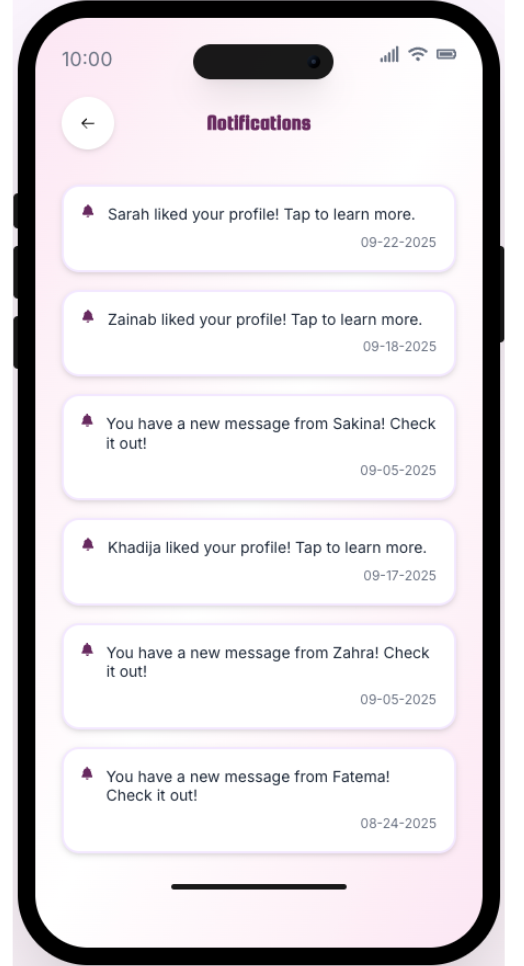 10:00
Notifications
Sarah liked your profile! Tap to learn more.
09-22-2025
Zainab liked your profile! Tap to learn more.
09-18-2025
You have a new message from Sakina! Check
it out!
09-05-2025
Khadija liked your profile! Tap to learn more.
09-17-2025
You have a new message from Zahra! Check
it out!
09-05-2025
You have a new message from Fatema!
Check it out!
08-24-2025